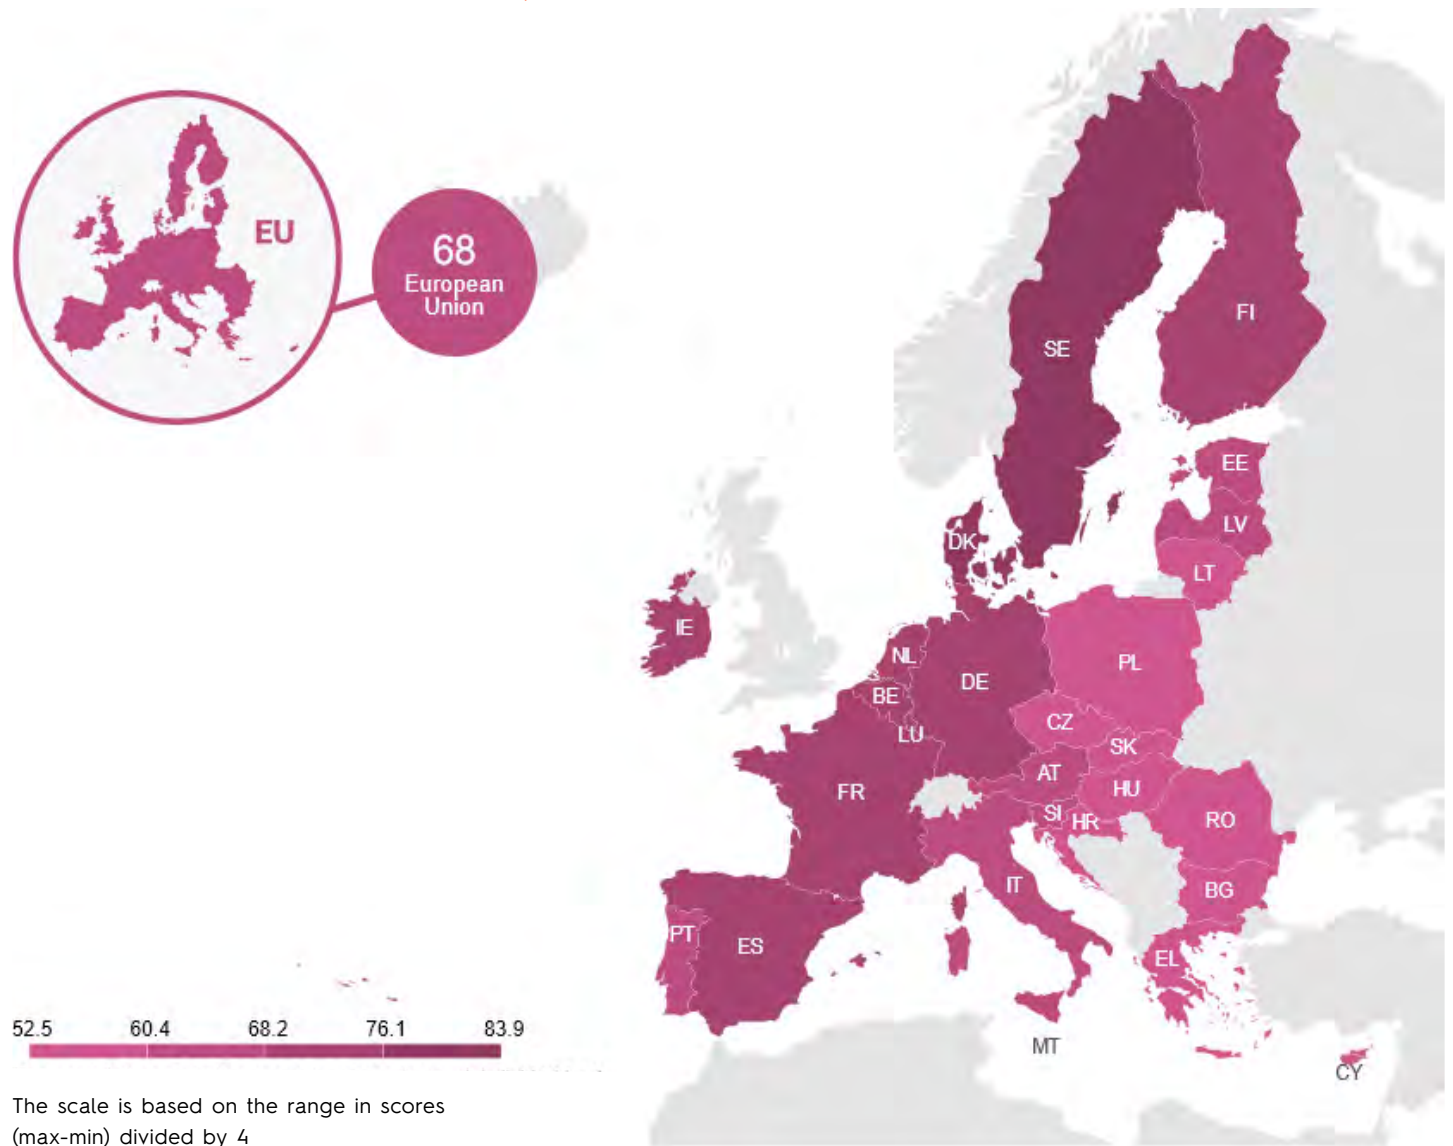 EU
68
European
Union
FI
SE
EE
LV
DK
LT
IE
NL
PL
DE
BE
CZ
LU
SK
AT
HU
FR
SI
HR
RO
IT
BG
PT
ES
EL
MT
CY
52.5 60.4 68.2 76.1 83.9
The scale is based on the range in scores
(max-min) divided by 4